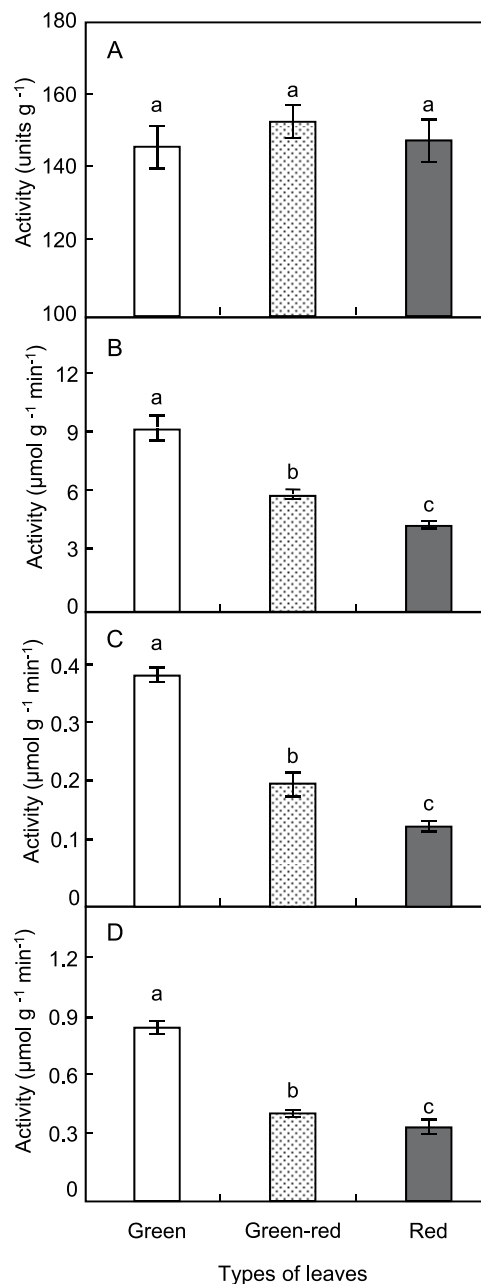 A
Activity (units g⁻¹)
180
160
140
120
100
a
a
a
B
Activity (µmol g⁻¹ min⁻¹)
12
9
6
3
0
a
b
c
C
Activity (µmol g⁻¹ min⁻¹)
0.4
0.3
0.2
0.1
0
a
b
c
D
Activity (µmol g⁻¹ min⁻¹)
1.2
0.9
0.6
0.3
0
a
b
c
Green Green-red Red
Types of leaves